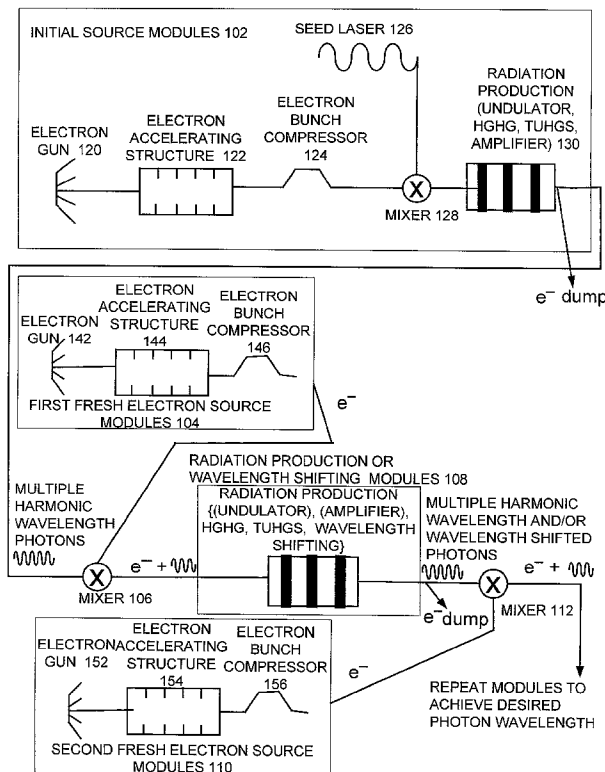 INITIAL SOURCE MODULES 102
SEED LASER 126
ELECTRON
GUN 120
ELECTRON
ACCELERATING
STRUCTURE 122
ELECTRON
BUNCH
COMPRESSOR
124
RADIATION
PRODUCTION
(UNDULATOR,
HGHG, TUHGS,
AMPLIFIER) 130
X
MIXER 128
e⁻ dump
ELECTRON
GUN 142
ELECTRON
ACCELERATING
STRUCTURE
144
ELECTRON
BUNCH
COMPRESSOR
146
FIRST FRESH ELECTRON SOURCE
MODULES 104
e⁻
RADIATION PRODUCTION OR
WAVELENGTH SHIFTING MODULES 108
RADIATION PRODUCTION
{(UNDULATOR), (AMPLIFIER),
HGHG, TUHGS, WAVELENGTH
SHIFTING}
MULTIPLE
HARMONIC
WAVELENGTH
PHOTONS
X
MIXER 106
e⁻ +
MULTIPLE HARMONIC
WAVELENGTH AND/OR
WAVELENGTH SHIFTED
PHOTONS
X
e⁻ +
MIXER 112
e⁻ dump
ELECTRON
GUN 152
ELECTRON
ACCELERATING
STRUCTURE
154
ELECTRON
BUNCH
COMPRESSOR
156
e⁻
SECOND FRESH ELECTRON SOURCE
MODULES 110
REPEAT MODULES TO
ACHIEVE DESIRED
PHOTON WAVELENGTH